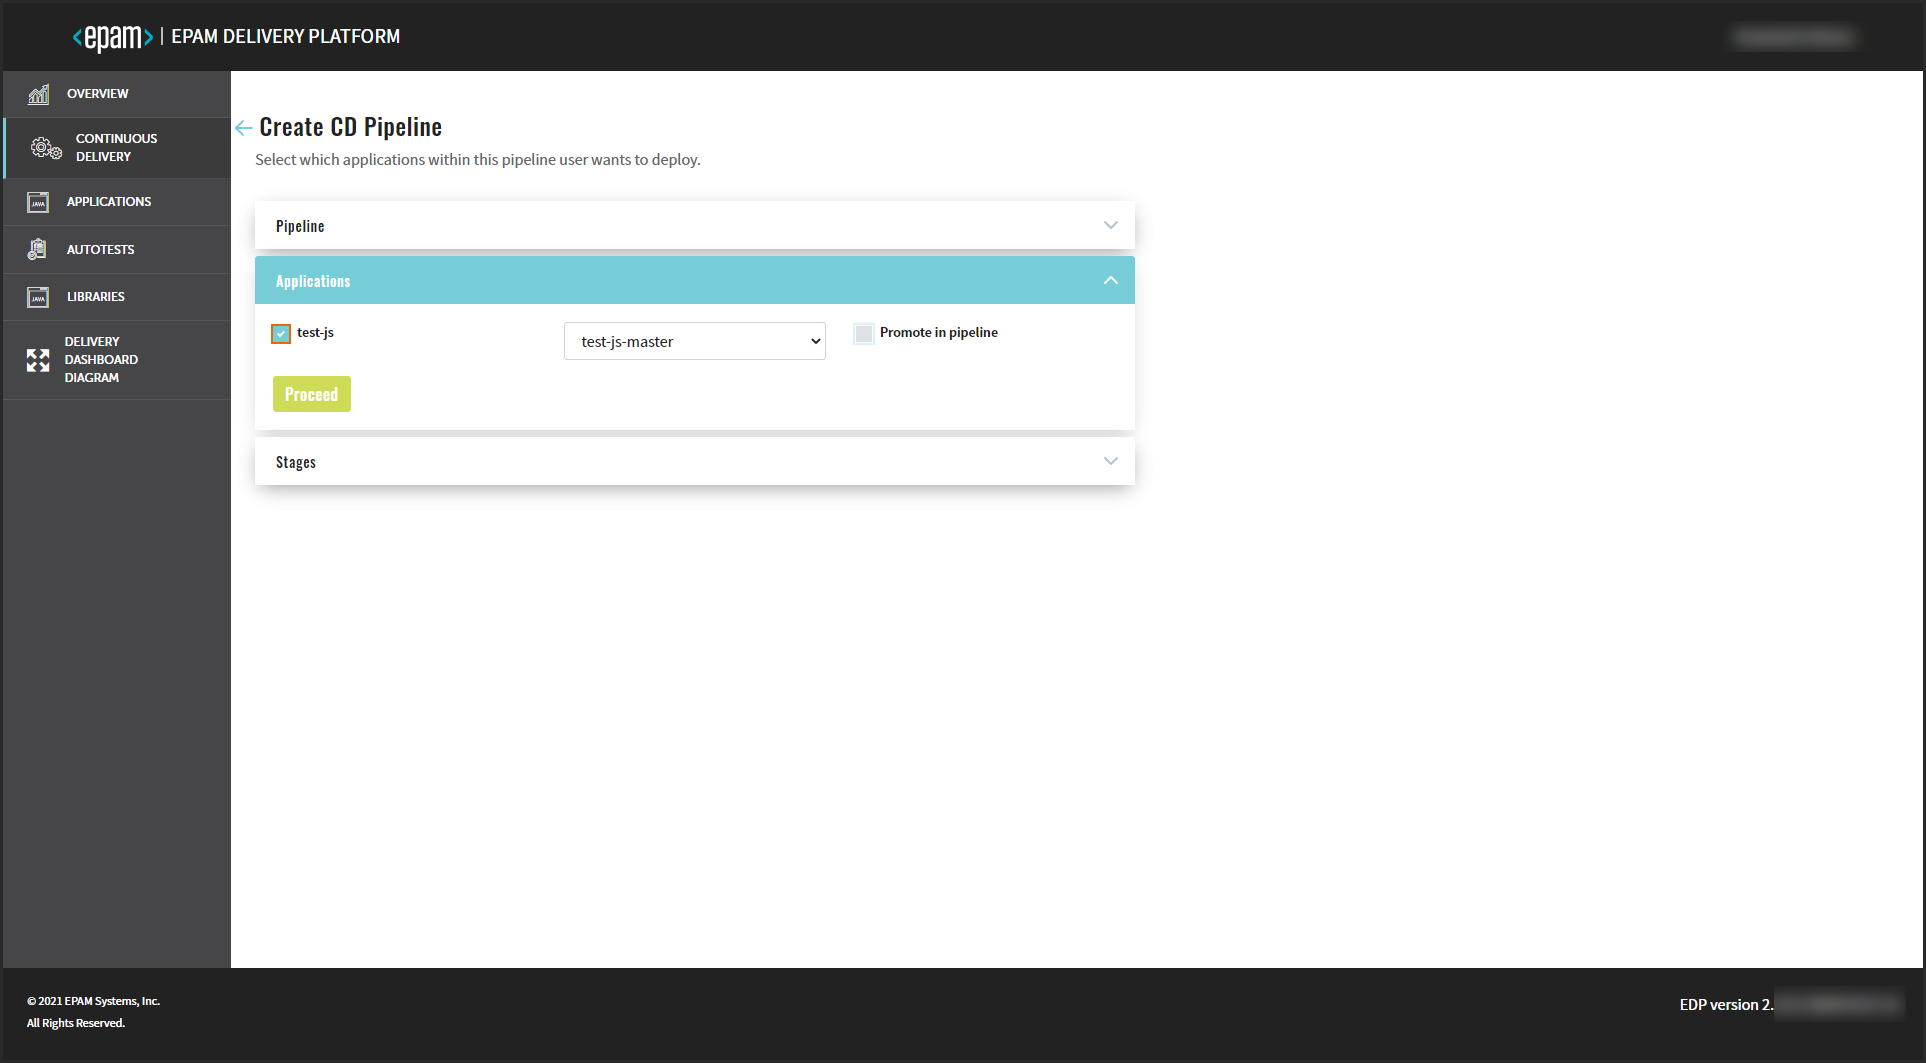 <epam> | EPAM DELIVERY PLATFORM
OVERVIEW
CONTINUOUS
DELIVERY
APPLICATIONS
AUTOTESTS
LIBRARIES
DELIVERY
DASHBOARD
DIAGRAM
Create CD Pipeline
Select which applications within this pipeline user wants to deploy.
Pipeline
Applications
test-js
test-js-master
Promote in pipeline
Proceed
Stages
© 2021 EPAM Systems, Inc.
All Rights Reserved.
EDP version 2.